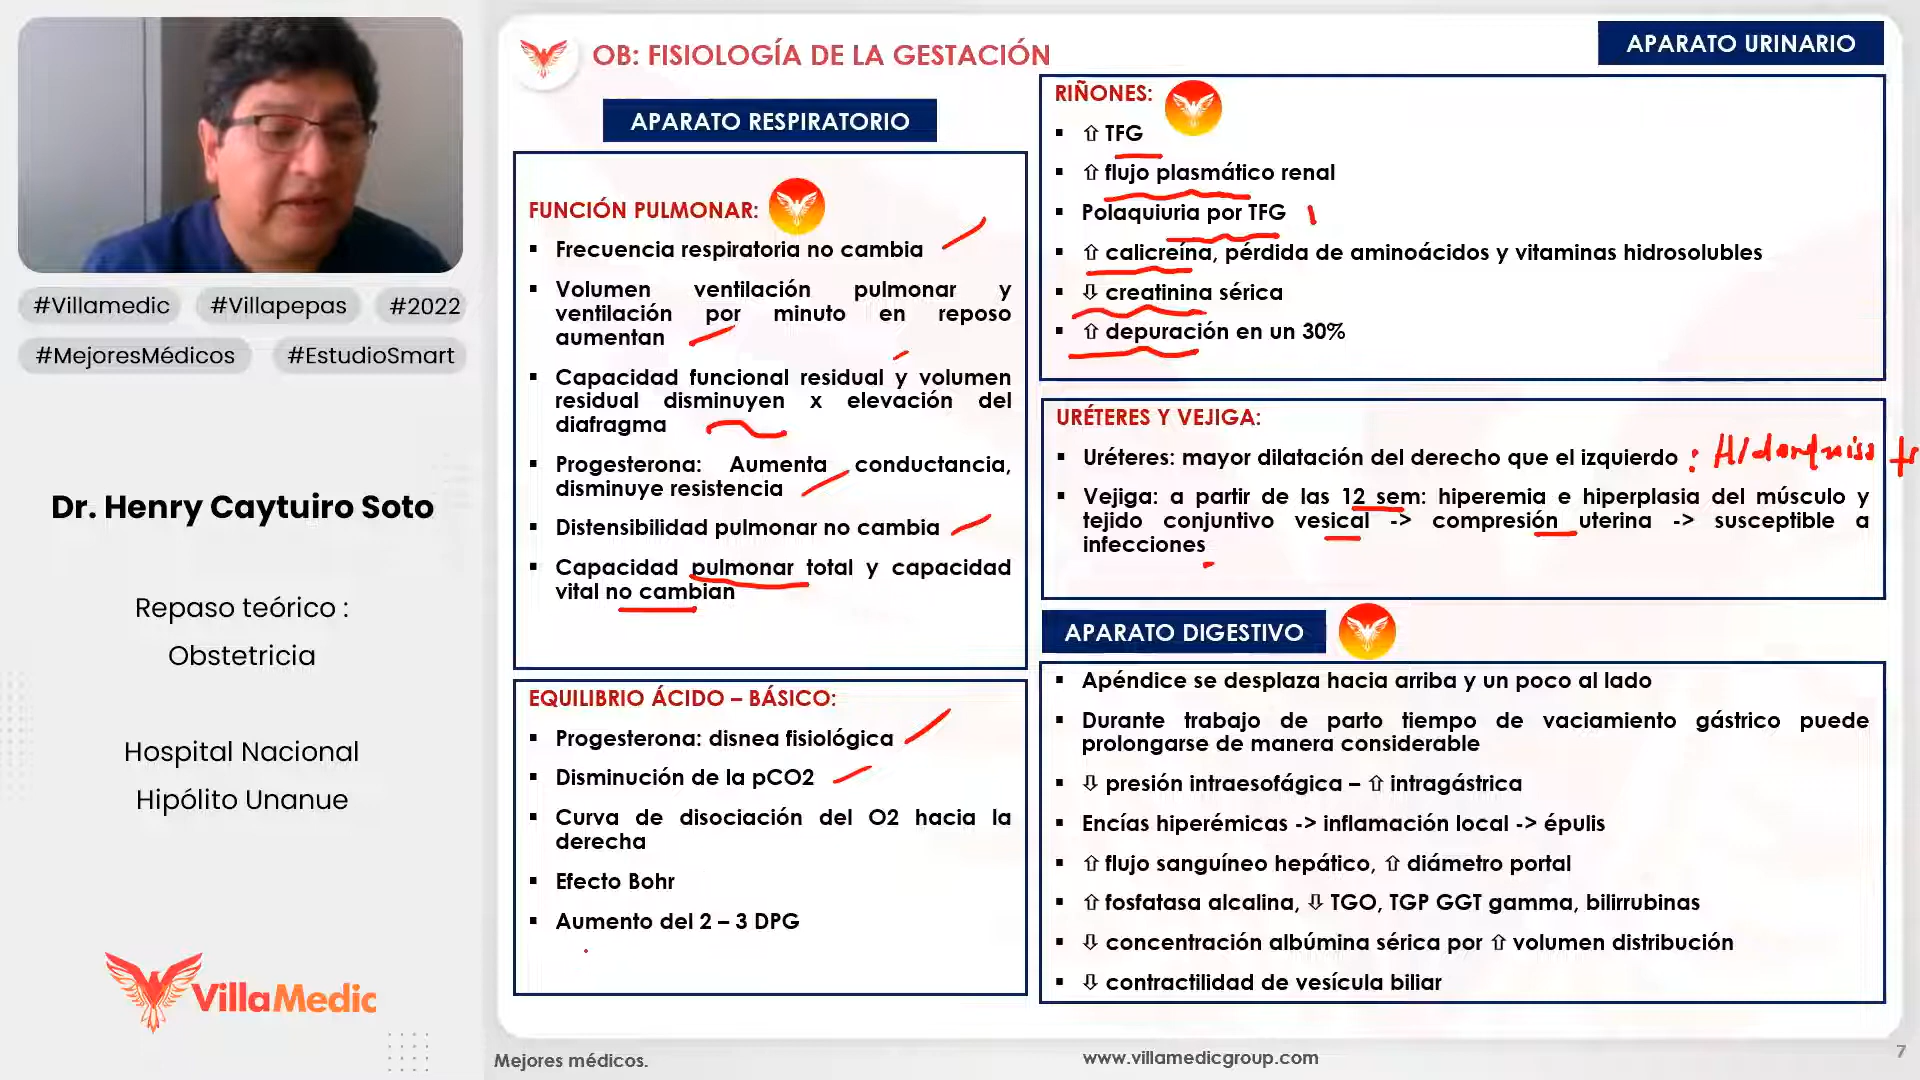 #Villamedic #Villapepas #2022
#MejoresMédicos #EstudioSmart
Dr. Henry Caytuiro Soto
Repaso teórico :
Obstetricia
Hospital Nacional
Hipólito Unanue
VillaMedic
OB: FISIOLOGÍA DE LA GESTACIÓN
APARATO RESPIRATORIO
FUNCIÓN PULMONAR:
▪ Frecuencia respiratoria no cambia
▪ Volumen ventilación pulmonar y
ventilación por minuto en reposo
aumentan
▪ Capacidad funcional residual y volumen
residual disminuyen x elevación del
diafragma
▪ Progesterona: Aumenta conductancia,
disminuye resistencia
▪ Distensibilidad pulmonar no cambia
▪ Capacidad pulmonar total y capacidad
vital no cambian
EQUILIBRIO ÁCIDO – BÁSICO:
▪ Progesterona: disnea fisiológica
▪ Disminución de la pCO2
▪ Curva de disociación del O2 hacia la
derecha
▪ Efecto Bohr
▪ Aumento del 2 – 3 DPG
APARATO URINARIO
RIÑONES:
▪ ⇧ TFG
▪ ⇧ flujo plasmático renal
▪ Polaquiuria por TFG
▪ ⇧ calicreína, pérdida de aminoácidos y vitaminas hidrosolubles
▪ ⇩ creatinina sérica
▪ ⇧ depuración en un 30%
URÉTERES Y VEJIGA:
▪ Uréteres: mayor dilatación del derecho que el izquierdo :
▪ Vejiga: a partir de las 12 sem: hiperemia e hiperplasia del músculo y
tejido conjuntivo vesical -> compresión uterina -> susceptible a
infecciones
APARATO DIGESTIVO
▪ Apéndice se desplaza hacia arriba y un poco al lado
▪ Durante trabajo de parto tiempo de vaciamiento gástrico puede
prolongarse de manera considerable
▪ ⇩ presión intraesofágica – ⇧ intragástrica
▪ Encías hiperémicas -> inflamación local -> épulis
▪ ⇧ flujo sanguíneo hepático, ⇧ diámetro portal
▪ ⇧ fosfatasa alcalina, ⇩ TGO, TGP GGT gamma, bilirrubinas
▪ ⇩ concentración albúmina sérica por ⇧ volumen distribución
▪ ⇩ contractilidad de vesícula biliar
Mejores médicos.
www.villamedicgroup.com
7